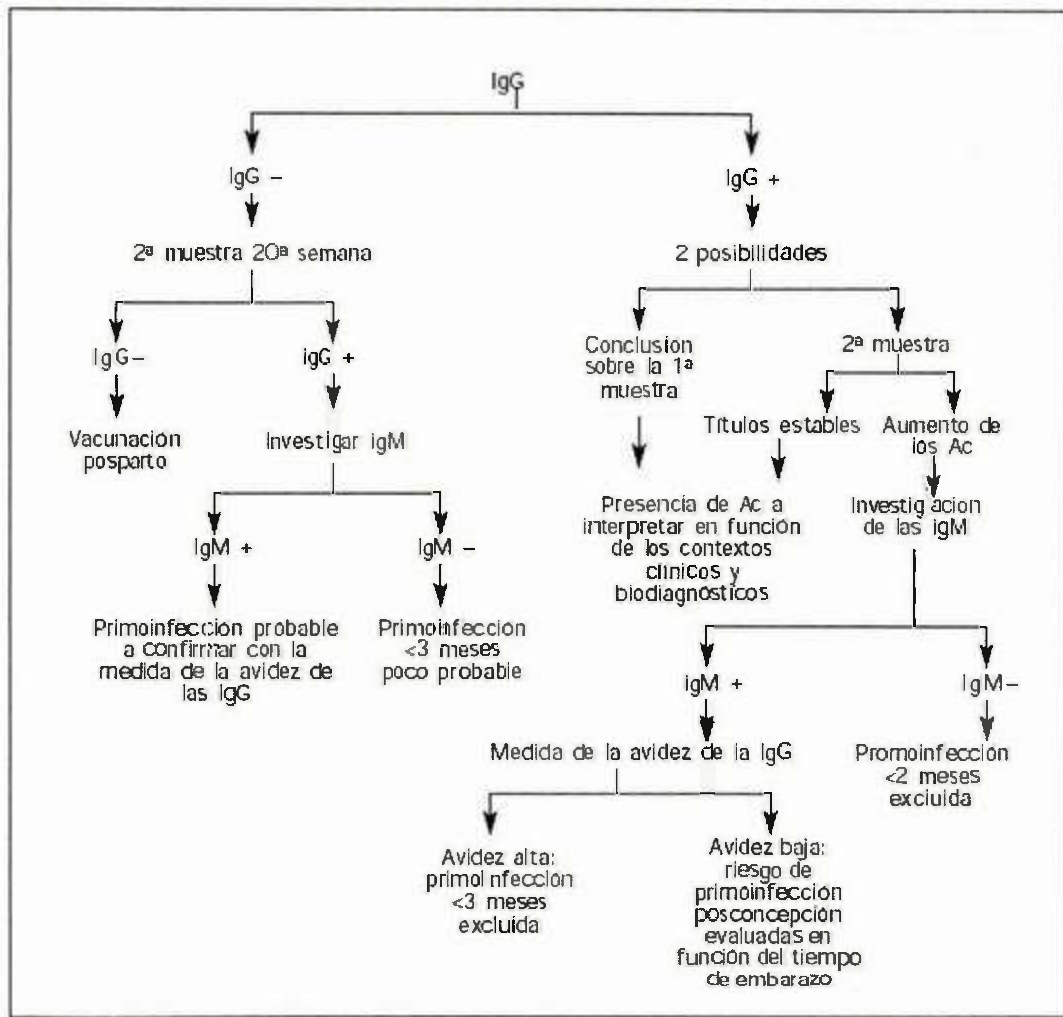 IgG
IgG –
IgG +
2ª muestra 20ª semana
2 posibilidades
IgG–
igG +
Conclusion
sobre la 1ª
muestra
2ª muestra
Vacunación
posparto
Investigar igM
Títulos estables
Aumento de
los Ac
IgM +
IgM –
Presencia de Ac a
interpretar en función
de los contextos
clinicos y
biodiagnósticos
Investigacion
de las igM
Primoinfección probable
a confirmar con la
medida de la avidez de
las IgG
Primoinfección
<3 meses
poco probable
igM +
IgM–
Medida de la avidez de la IgG
Promoinfección
<2 meses
excluida
Avidez alta:
primoinfección
<3 meses
excluida
Avidez baja:
riesgo de
primoinfección
posconcepción
evaluadas en
función del tiempo
de embarazo